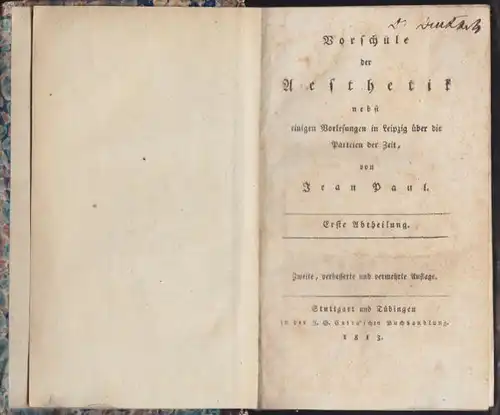 D.
Vorschule
der
Aesthetik
nebst
einigen Vorlesungen in Leipzig über die
Parteien der Zeit,
von
Jean Paul.
Erste Abtheilung.
Zweite, verbesserte und vermehrte Auflage.
Stuttgart und Tübingen
in der J. G. Cotta'schen Buchhandlung.
1813.